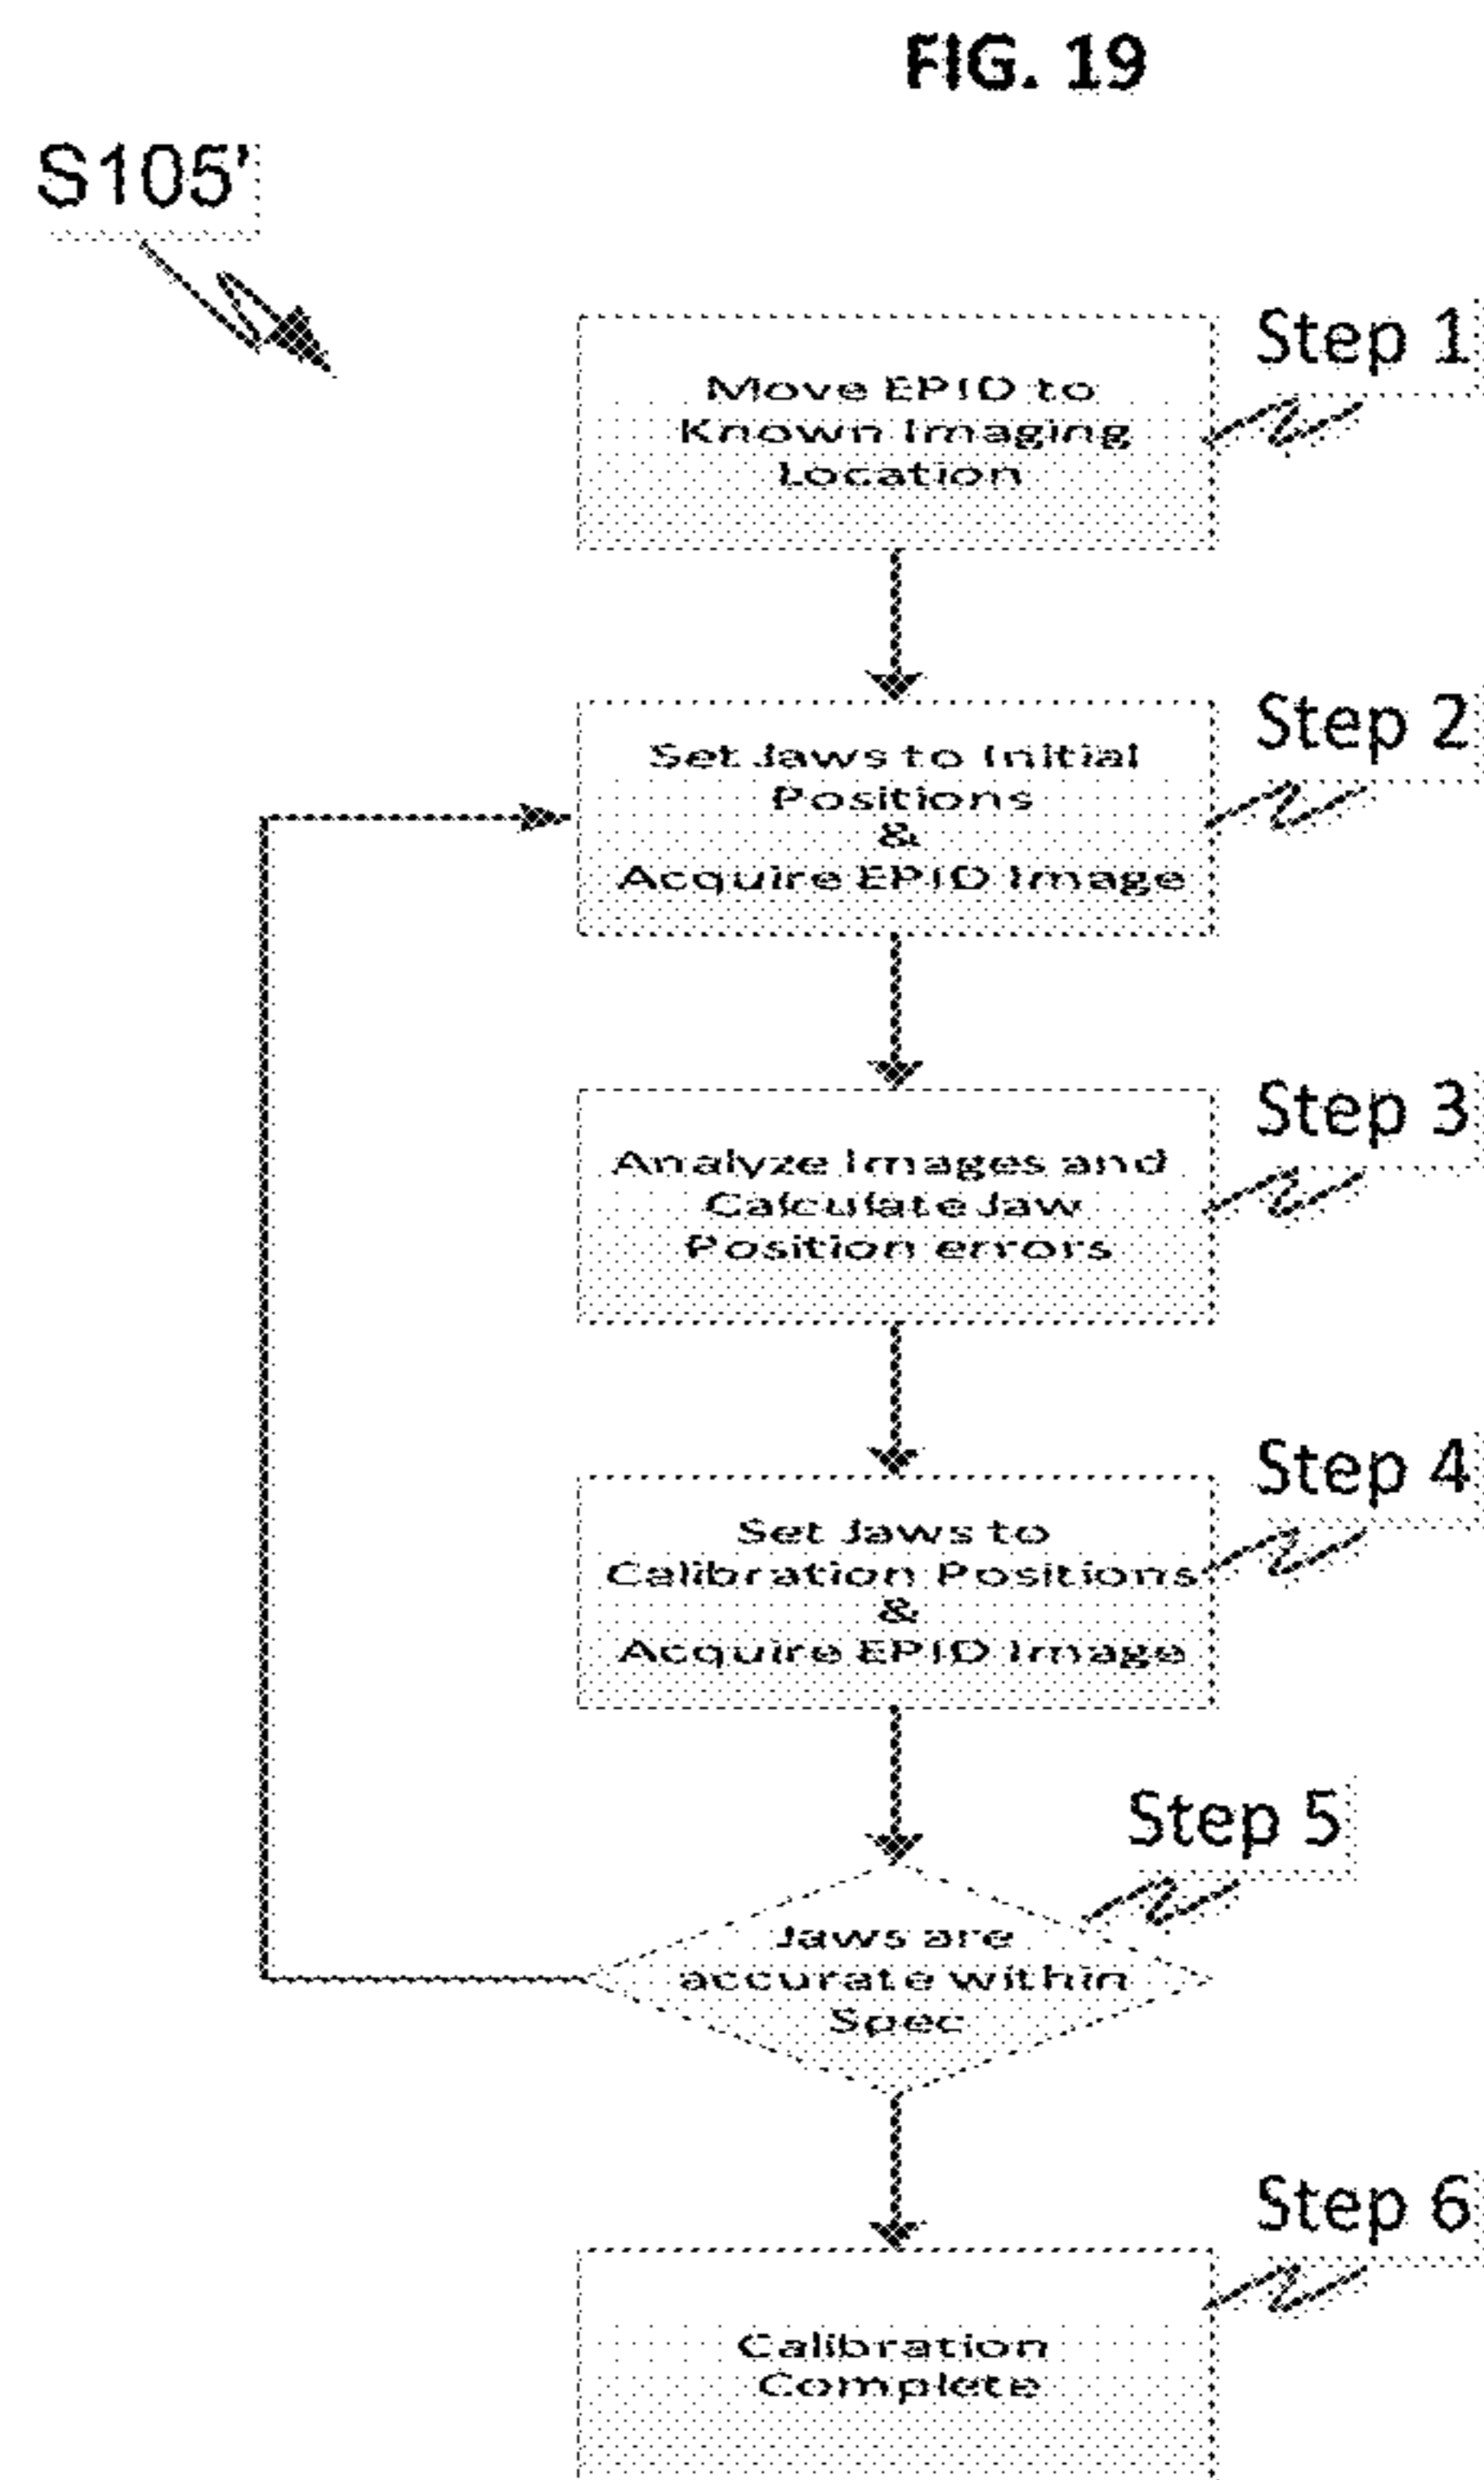 FIG. 19
S105'
Step 1
Move EPID to
Known Imaging
Location
Step 2
Set Jaws to Initial
Positions
&
Acquire EPID Image
Step 3
Analyze Images and
Calculate Jaw
Position errors
Step 4
Set Jaws to
Calibration Positions
&
Acquire EPID Image
Step 5
Jaws are
accurate within
Spec
Step 6
Calibration
Complete